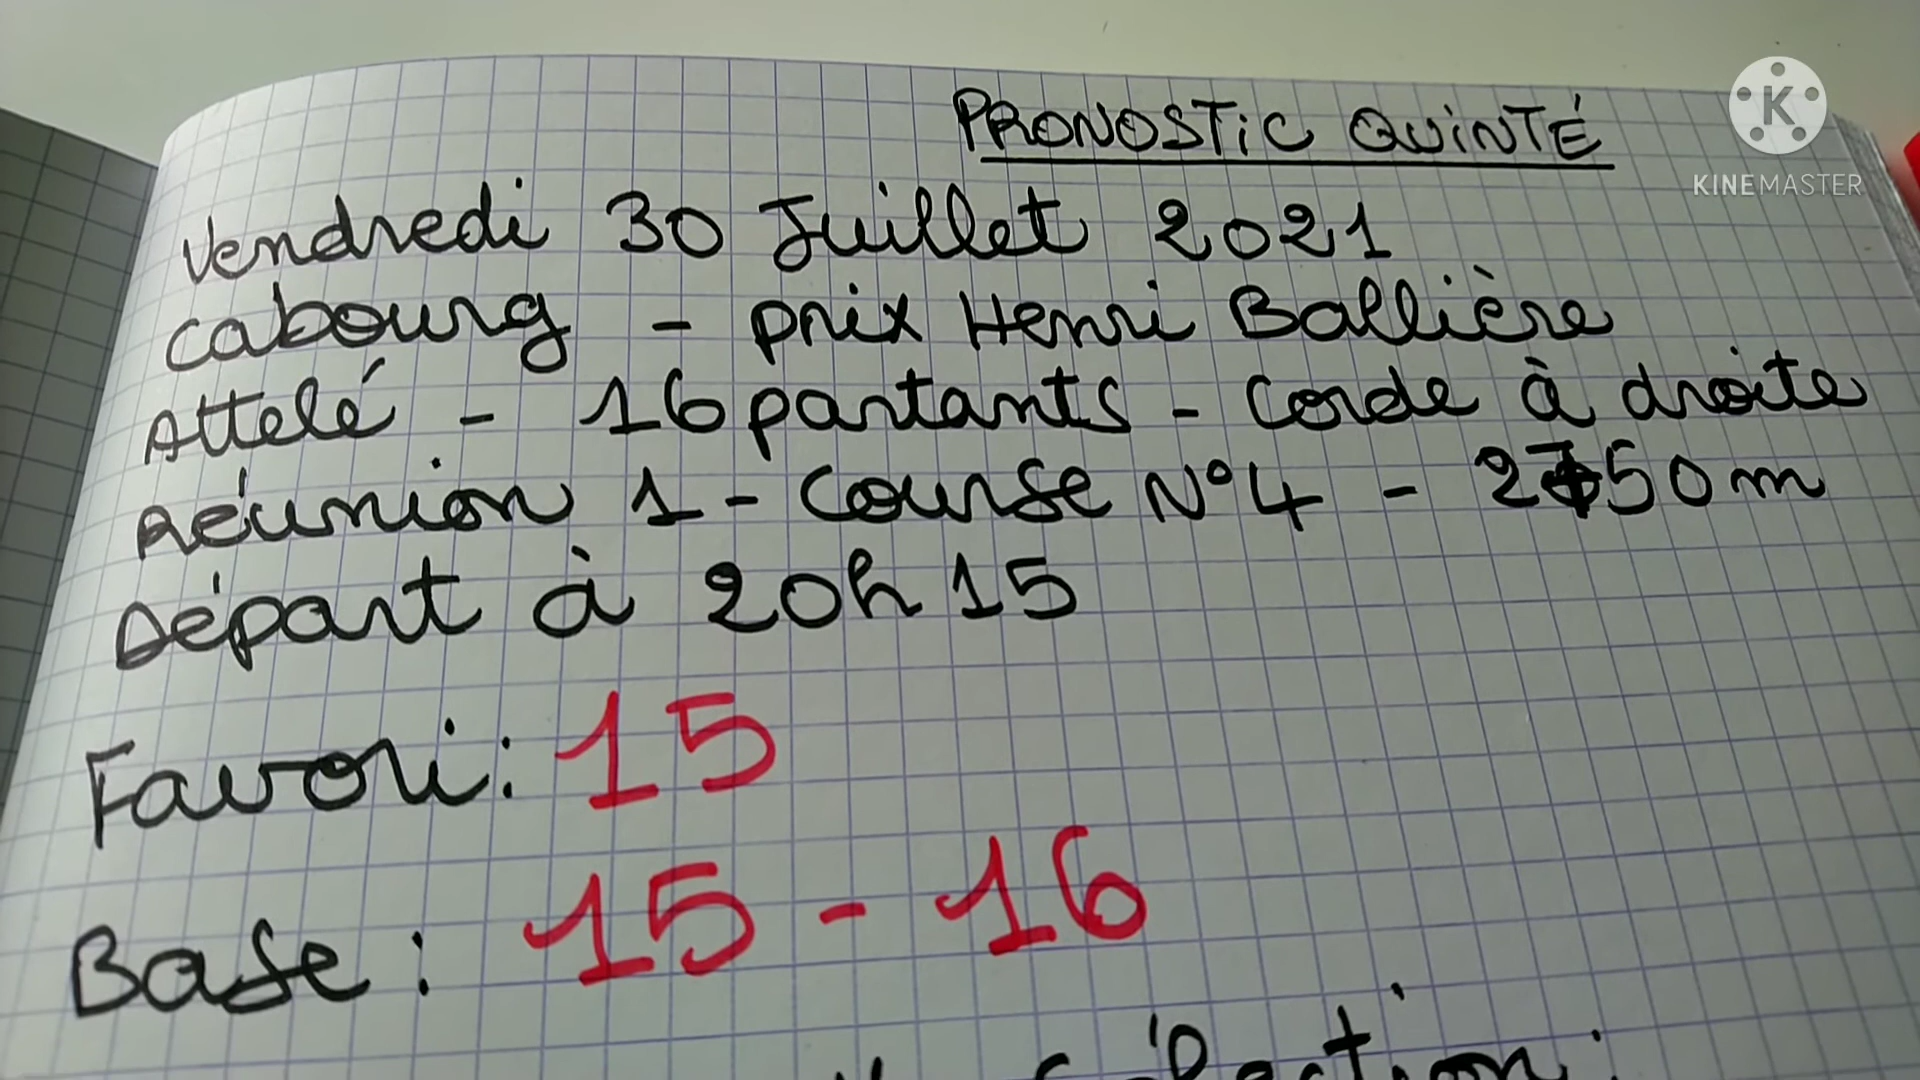 PRONOSTIC QUINTÉ
K
KINEMASTER
Vendredi 30 Juillet 2021
Cabourg - prix Henri Ballière
Attelé - 16 partants - Corde à droite
Réunion 1 - Course N°4 - 2750m
Départ à 20h15
Favori: 15
Base: 15 - 16